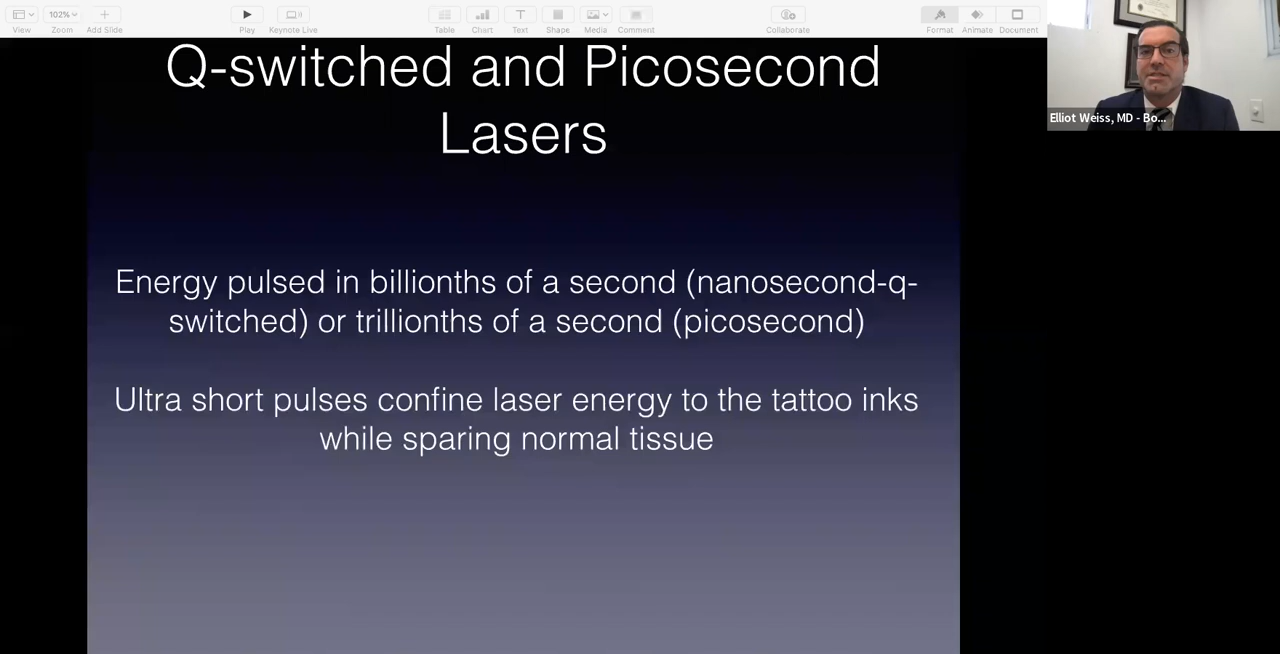 102%
View
Zoom
Add Slide
Play
Keynote Live
Table
Chart
Text
Shape
Media
Comment
Collaborate
Format
Animate
Document
Elliot Weiss, MD - Bo...
Q-switched and Picosecond
Lasers
Energy pulsed in billionths of a second (nanosecond-q-
switched) or trillionths of a second (picosecond)
Ultra short pulses confine laser energy to the tattoo inks
while sparing normal tissue